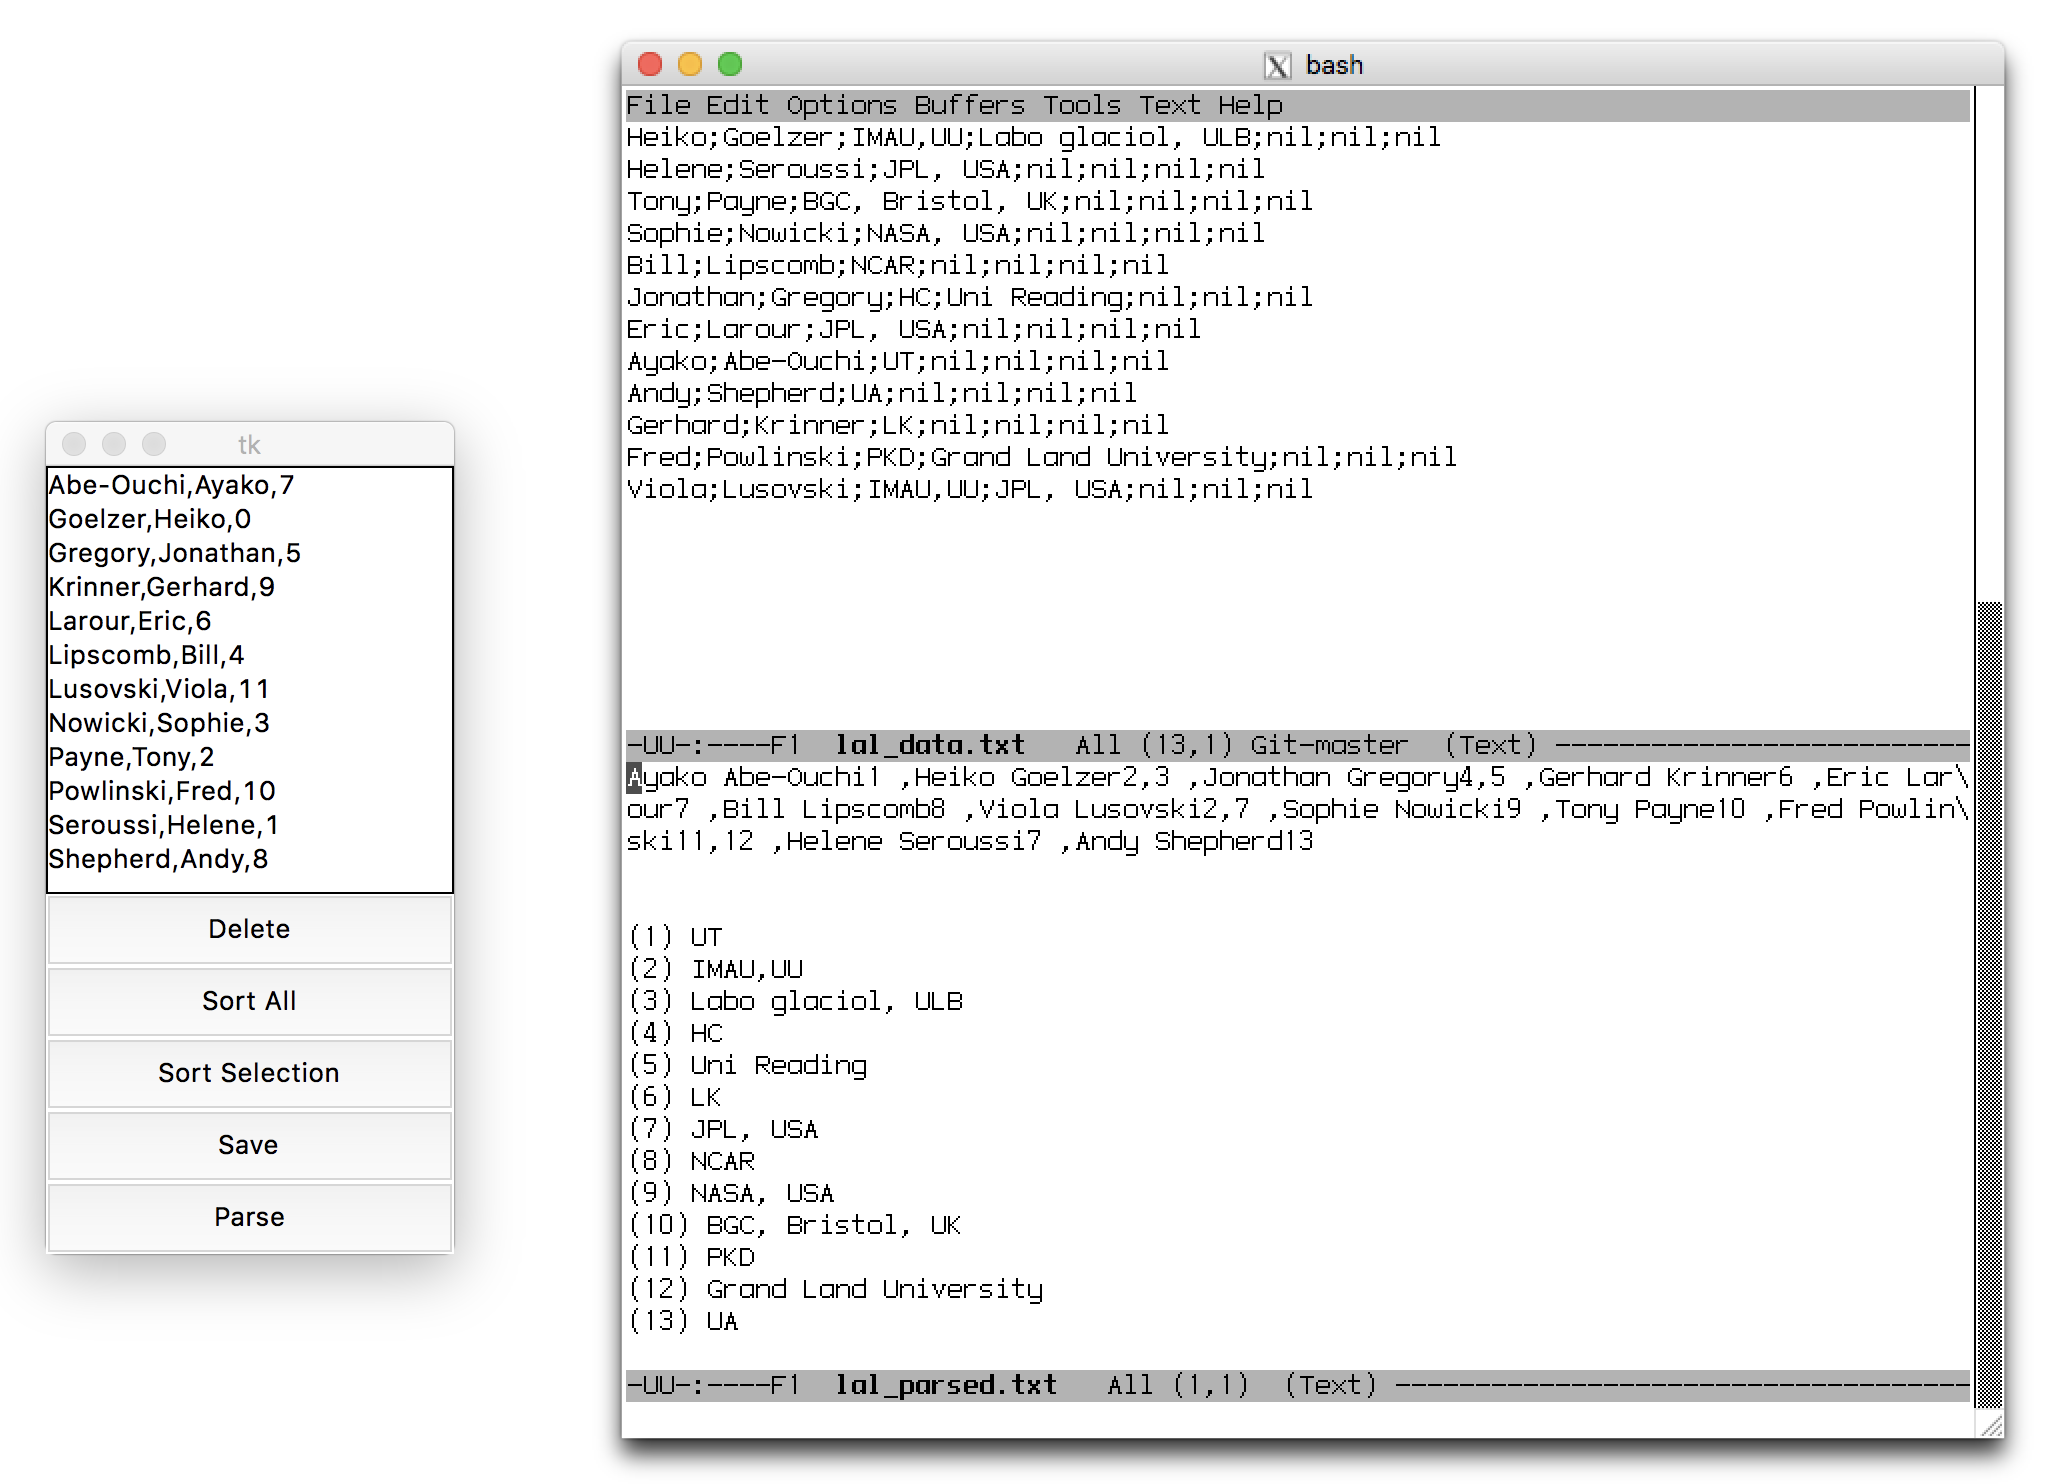 tk
Abe-Ouchi,Ayako,7
Goelzer,Heiko,0
Gregory,Jonathan,5
Krinner,Gerhard,9
Larour,Eric,6
Lipscomb,Bill,4
Lusovski,Viola,11
Nowicki,Sophie,3
Payne,Tony,2
Powlinski,Fred,10
Seroussi,Helene,1
Shepherd,Andy,8
Delete
Sort All
Sort Selection
Save
Parse
X bash
File Edit Options Buffers Tools Text Help
Heiko;Goelzer;IMAU,UU;Labo glaciol, ULB;nil;nil;nil
Helene;Seroussi;JPL, USA;nil;nil;nil;nil
Tony;Payne;BGC, Bristol, UK;nil;nil;nil;nil
Sophie;Nowicki;NASA, USA;nil;nil;nil;nil
Bill;Lipscomb;NCAR;nil;nil;nil;nil
Jonathan;Gregory;HC;Uni Reading;nil;nil;nil
Eric;Larour;JPL, USA;nil;nil;nil;nil
Ayako;Abe-Ouchi;UT;nil;nil;nil;nil
Andy;Shepherd;UA;nil;nil;nil;nil
Gerhard;Krinner;LK;nil;nil;nil;nil
Fred;Powlinski;PKD;Grand Land University;nil;nil;nil
Viola;Lusovski;IMAU,UU;JPL, USA;nil;nil;nil
-UU-:----F1  lal_data.txt   All (13,1) Git-master  (Text) --------------------------
Ayako Abe-Ouchi1 ,Heiko Goelzer2,3 ,Jonathan Gregory4,5 ,Gerhard Krinner6 ,Eric Lar\
our7 ,Bill Lipscomb8 ,Viola Lusovski2,7 ,Sophie Nowicki9 ,Tony Payne10 ,Fred Powlin\
ski11,12 ,Helene Seroussi7 ,Andy Shepherd13
(1) UT
(2) IMAU,UU
(3) Labo glaciol, ULB
(4) HC
(5) Uni Reading
(6) LK
(7) JPL, USA
(8) NCAR
(9) NASA, USA
(10) BGC, Bristol, UK
(11) PKD
(12) Grand Land University
(13) UA
-UU-:----F1  lal_parsed.txt   All (1,1)  (Text) ------------------------------------